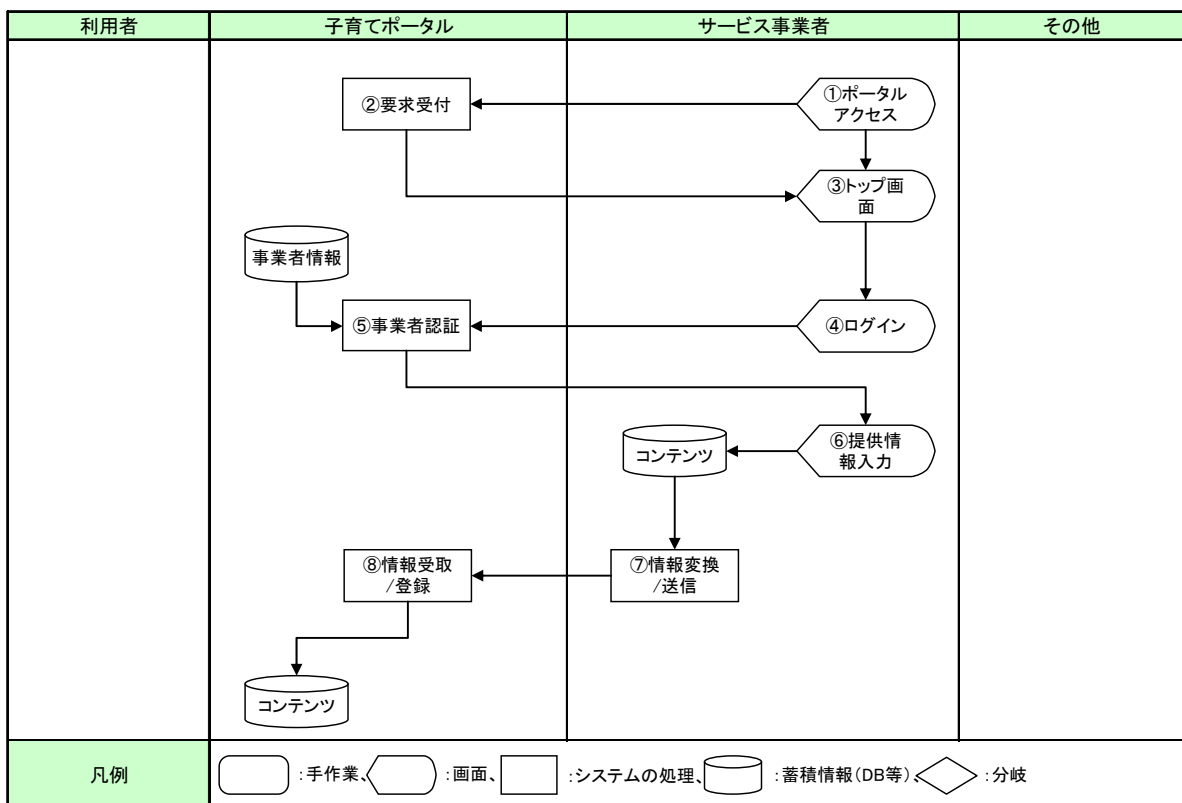 利用者
子育てポータル
サービス事業者
その他
①ポータル
アクセス
②要求受付
③トップ画
面
事業者情報
④ログイン
⑤事業者認証
⑥提供情
報入力
コンテンツ
⑦情報変換
/送信
⑧情報受取
/登録
コンテンツ
凡例
:手作業、
:画面、
:システムの処理、
:蓄積情報(DB等)、
:分岐